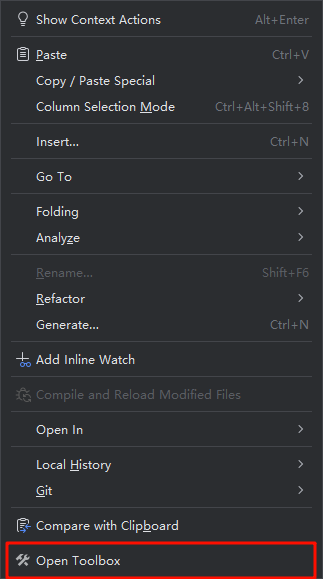 Show Context Actions Alt+Enter
Paste Ctrl+V
Copy / Paste Special
Column Selection Mode Ctrl+Alt+Shift+8
Insert... Ctrl+N
Go To
Folding
Analyze
Rename... Shift+F6
Refactor
Generate... Ctrl+N
Add Inline Watch
Compile and Reload Modified Files
Open In
Local History
Git
Compare with Clipboard
Open Toolbox